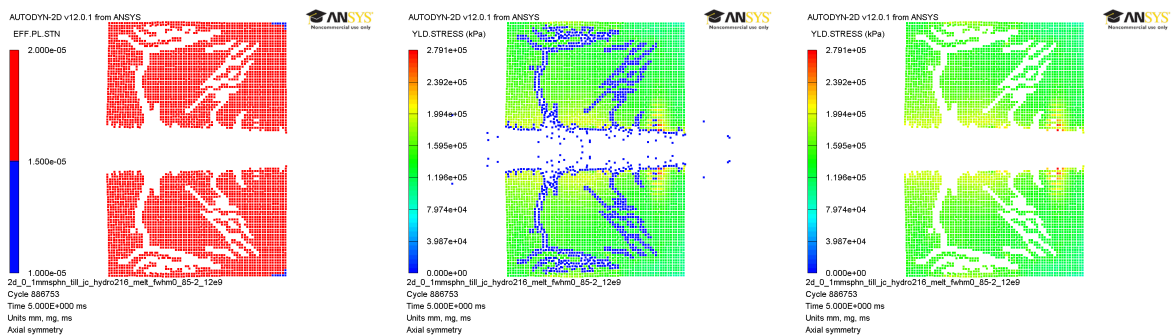 AUTODYN-2D v12.0.1 from ANSYS
ANSYS
Noncommercial use only
EFF.PL.STN
2.000e-05
1.500e-05
1.000e-05
2d_0_1mmsphn_till_jc_hydro216_melt_fwhm0_85-2_12e9
Cycle 886753
Time 5.000E+000 ms
Units mm, mg, ms
Axial symmetry
AUTODYN-2D v12.0.1 from ANSYS
ANSYS
Noncommercial use only
YLD.STRESS (kPa)
2.791e+05
2.392e+05
1.994e+05
1.595e+05
1.196e+05
7.974e+04
3.987e+04
0.000e+00
2d_0_1mmsphn_till_jc_hydro216_melt_fwhm0_85-2_12e9
Cycle 886753
Time 5.000E+000 ms
Units mm, mg, ms
Axial symmetry
AUTODYN-2D v12.0.1 from ANSYS
ANSYS
Noncommercial use only
YLD.STRESS (kPa)
2.791e+05
2.392e+05
1.994e+05
1.595e+05
1.196e+05
7.974e+04
3.987e+04
0.000e+00
2d_0_1mmsphn_till_jc_hydro216_melt_fwhm0_85-2_12e9
Cycle 886753
Time 5.000E+000 ms
Units mm, mg, ms
Axial symmetry